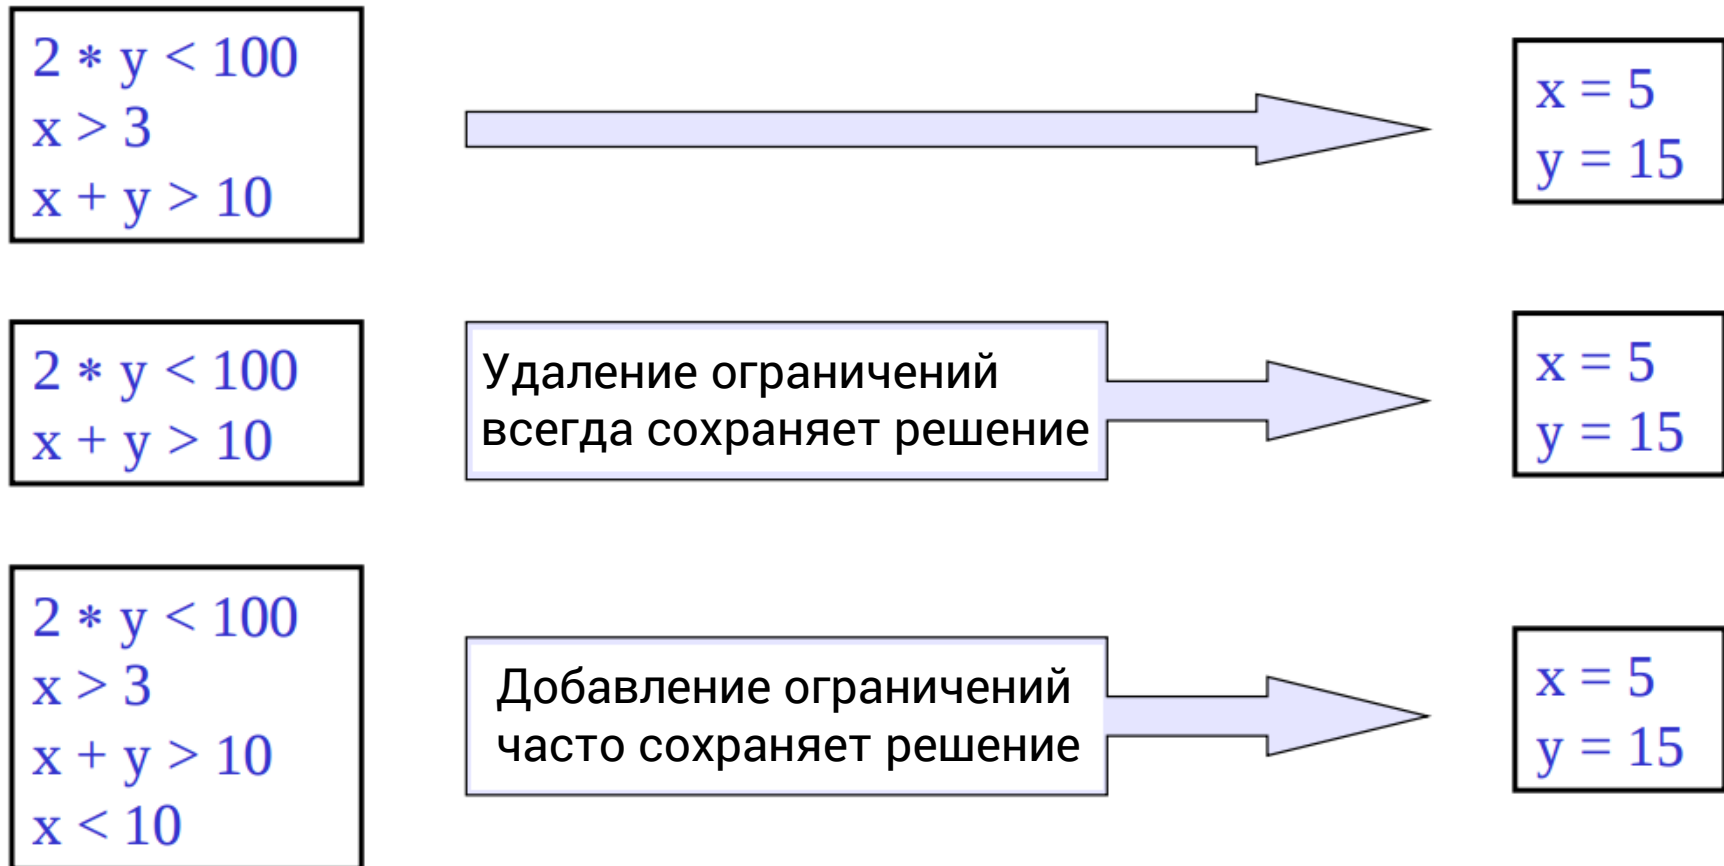 2 * y < 100
x > 3
x + y > 10
x = 5
y = 15
2 * y < 100
x + y > 10
Удаление ограничений
всегда сохраняет решение
x = 5
y = 15
2 * y < 100
x > 3
x + y > 10
x < 10
Добавление ограничений
часто сохраняет решение
x = 5
y = 15